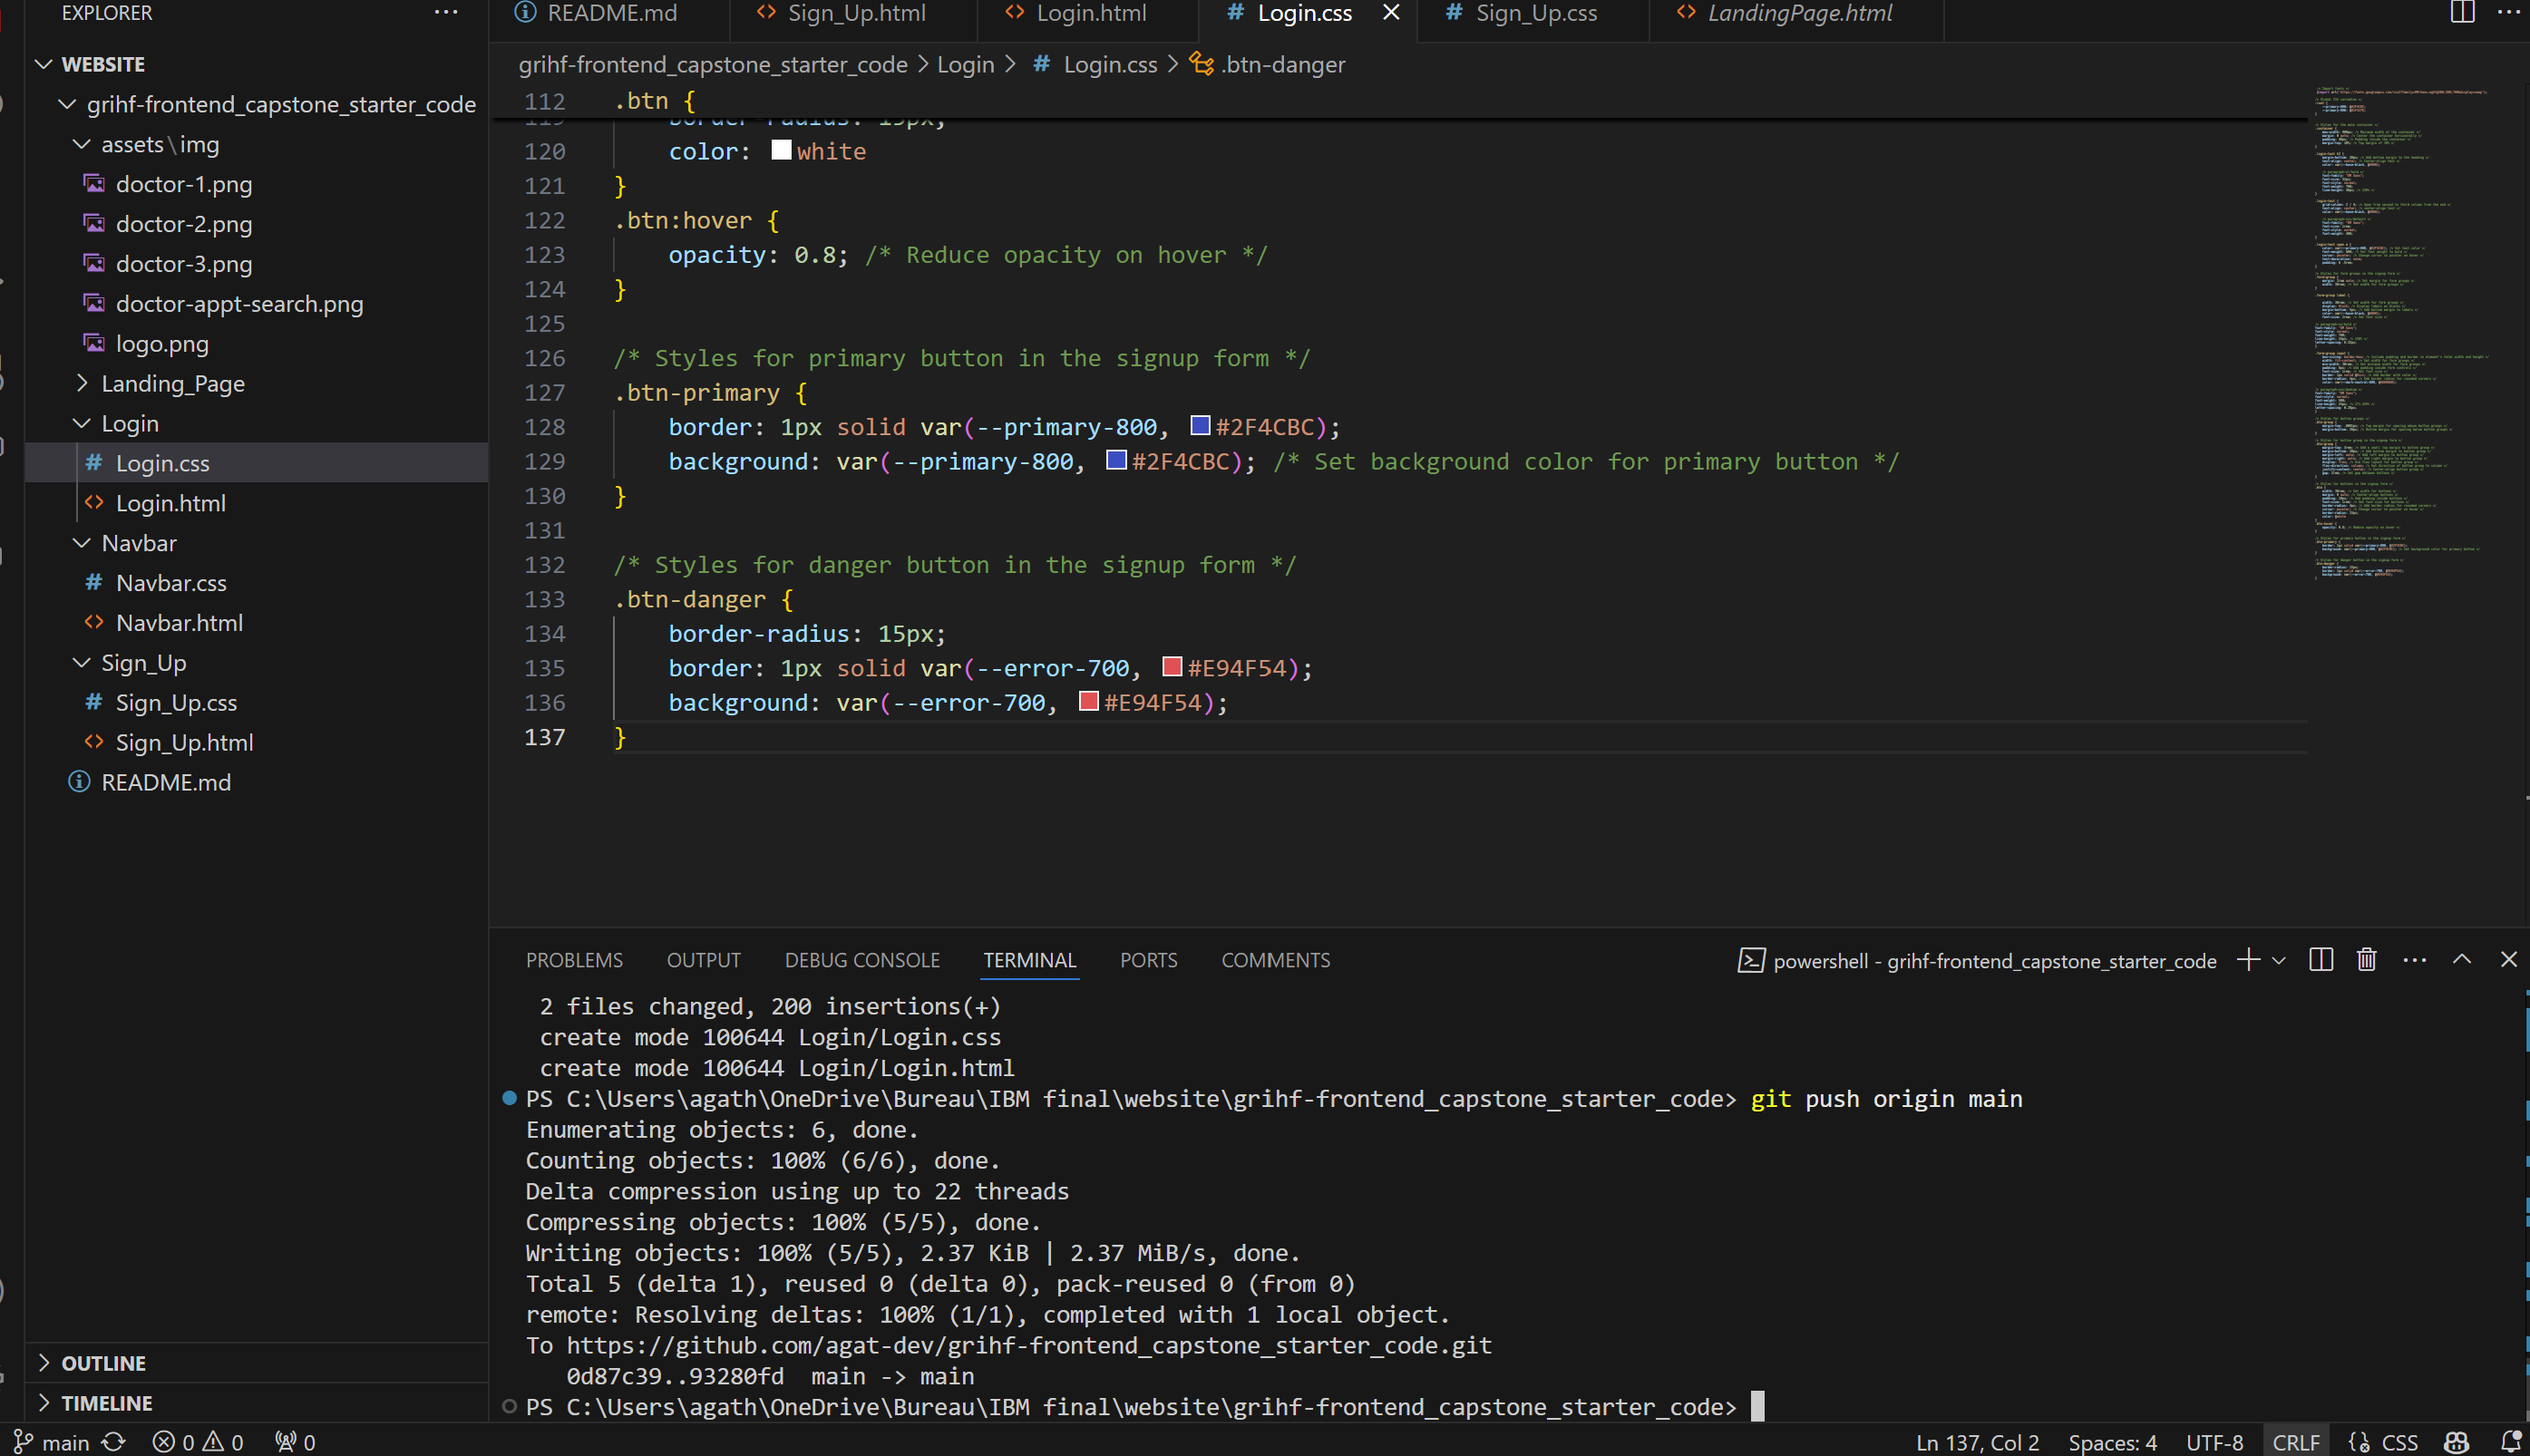 EXPLORER
WEBSITE
grihf-frontend_capstone_starter_code
assets\img
doctor-1.png
doctor-2.png
doctor-3.png
doctor-appt-search.png
logo.png
Landing_Page
Login
Login.css
Login.html
Navbar
Navbar.css
Navbar.html
Sign_Up
Sign_Up.css
Sign_Up.html
README.md
OUTLINE
TIMELINE
README.md Sign_Up.html Login.html Login.css Sign_Up.css LandingPage.html
grihf-frontend_capstone_starter_code > Login > # Login.css > .btn-danger
112 .btn {
border-radius: 15px;
120 color: white
121 }
122 .btn:hover {
123 opacity: 0.8; /* Reduce opacity on hover */
124 }
125
126 /* Styles for primary button in the signup form */
127 .btn-primary {
128 border: 1px solid var(--primary-800, #2F4CBC);
129 background: var(--primary-800, #2F4CBC); /* Set background color for primary button */
130 }
131
132 /* Styles for danger button in the signup form */
133 .btn-danger {
134 border-radius: 15px;
135 border: 1px solid var(--error-700, #E94F54);
136 background: var(--error-700, #E94F54);
137 }
PROBLEMS OUTPUT DEBUG CONSOLE TERMINAL PORTS COMMENTS powershell - grihf-frontend_capstone_starter_code
2 files changed, 200 insertions(+)
create mode 100644 Login/Login.css
create mode 100644 Login/Login.html
PS C:\Users\agath\OneDrive\Bureau\IBM final\website\grihf-frontend_capstone_starter_code> git push origin main
Enumerating objects: 6, done.
Counting objects: 100% (6/6), done.
Delta compression using up to 22 threads
Compressing objects: 100% (5/5), done.
Writing objects: 100% (5/5), 2.37 KiB | 2.37 MiB/s, done.
Total 5 (delta 1), reused 0 (delta 0), pack-reused 0 (from 0)
remote: Resolving deltas: 100% (1/1), completed with 1 local object.
To https://github.com/agat-dev/grihf-frontend_capstone_starter_code.git
0d87c39..93280fd main -> main
PS C:\Users\agath\OneDrive\Bureau\IBM final\website\grihf-frontend_capstone_starter_code>
main 0 0 0 Ln 137, Col 2 Spaces: 4 UTF-8 CRLF CSS